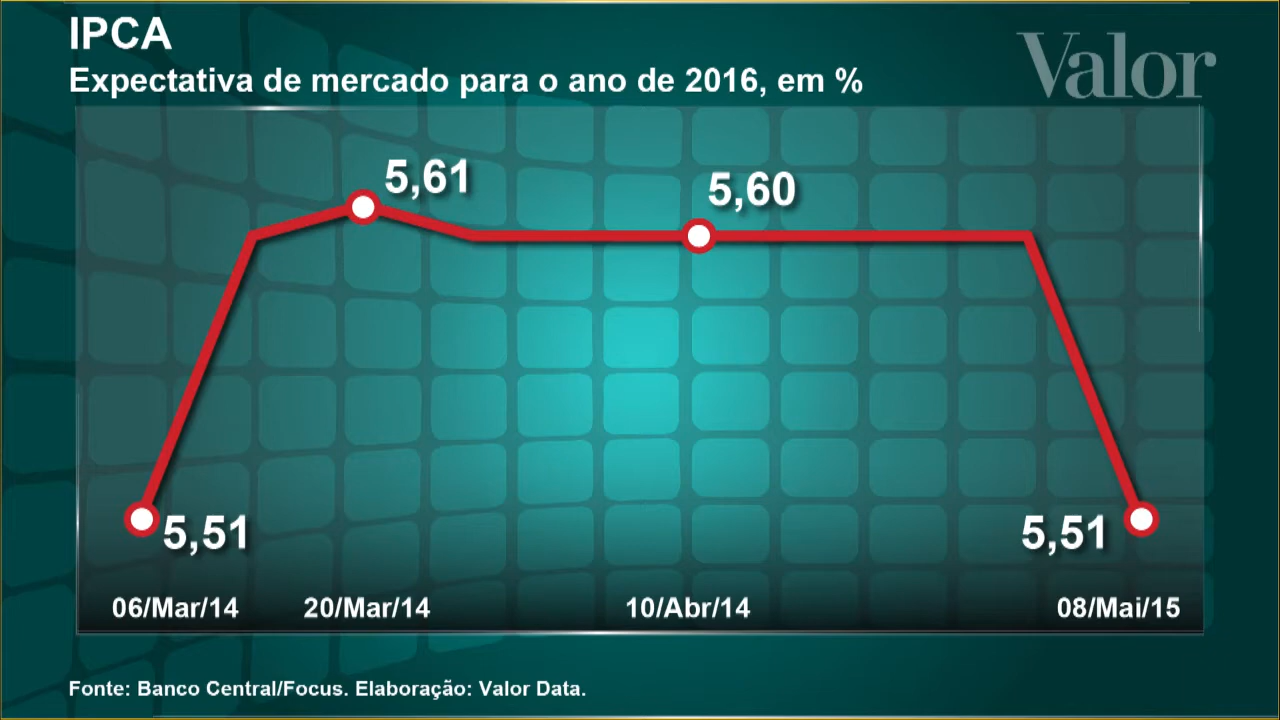 IPCA
Valor
Expectativa de mercado para o ano de 2016, em %
5,61
5,60
5,51
5,51
06/Mar/14
20/Mar/14
10/Abr/14
08/Mai/15
Fonte: Banco Central/Focus. Elaboração: Valor Data.